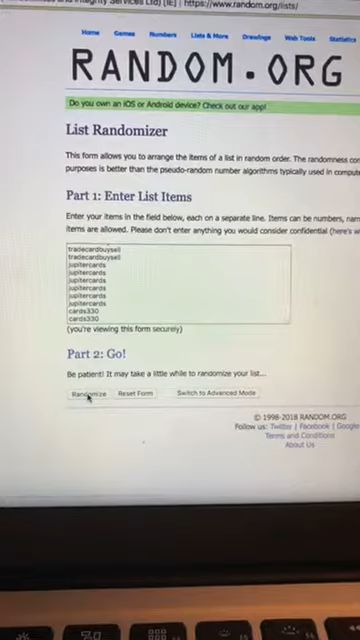 Integrity Services Ltd) [IE] | https://www.random.org/lists/
Home Games Numbers Lists & More Drawings Web Tools Statistics
RANDOM.ORG
Do you own an iOS or Android device? Check out our app!
List Randomizer
This form allows you to arrange the items of a list in random order. The randomness
purposes is better than the pseudo-random number algorithms typically used in
Part 1: Enter List Items
Enter your items in the field below, each on a separate line. Items can be numbers,
items are allowed. Please don't enter anything you would consider confidential (here's
tradecardbuysell
tradecardbuysell
jupitercards
jupitercards
jupitercards
jupitercards
jupitercards
jupitercards
cards330
cards330
(you're viewing this form securely)
Part 2: Go!
Be patient! It may take a little while to randomize your list...
Randomize Reset Form Switch to Advanced Mode
© 1998-2018 RANDOM.ORG
Follow us: Twitter | Facebook | Google
Terms and Conditions
About Us